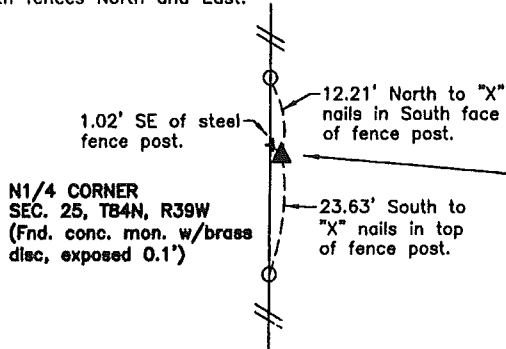 fences North and East.
12.21' North to "X"
nails in South face
of fence post.
1.02' SE of steel
fence post.
N1/4 CORNER
SEC. 25, T84N, R39W
(Fnd. conc. mon. w/brass
disc, exposed 0.1')
23.63' South to
"X" nails in top
of fence post.